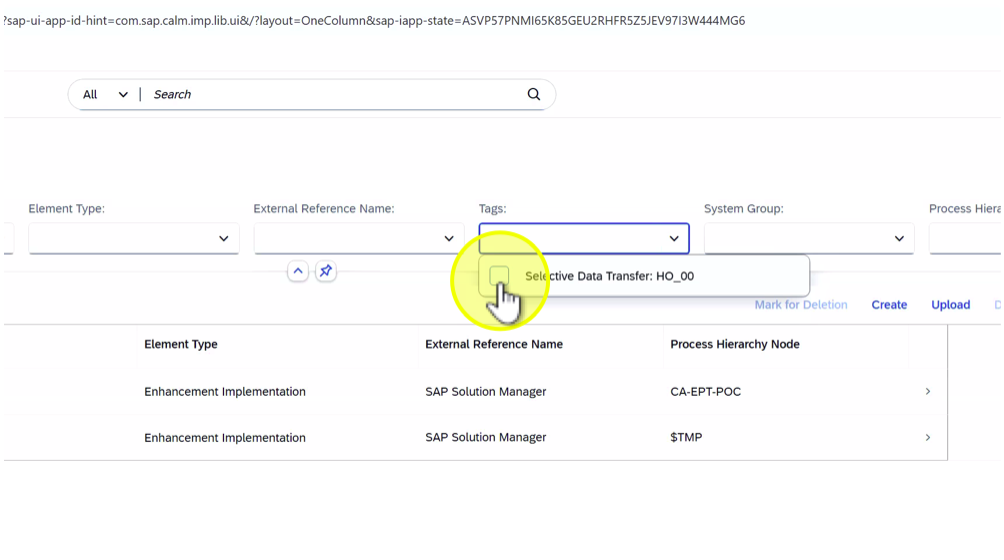 ?sap-ui-app-id-hint=com.sap.calm.imp.lib.ui&/?layout=OneColumn&sap-iapp-state=ASVP57PNMI65K85GEU2RHFR5Z5JEV97I3W444MG6
All Search
Element Type: External Reference Name: Tags: System Group: Process Hiera
Selective Data Transfer: HO_00
Mark for Deletion Create Upload D
Element Type External Reference Name Process Hierarchy Node
Enhancement Implementation SAP Solution Manager CA-EPT-POC
Enhancement Implementation SAP Solution Manager $TMP